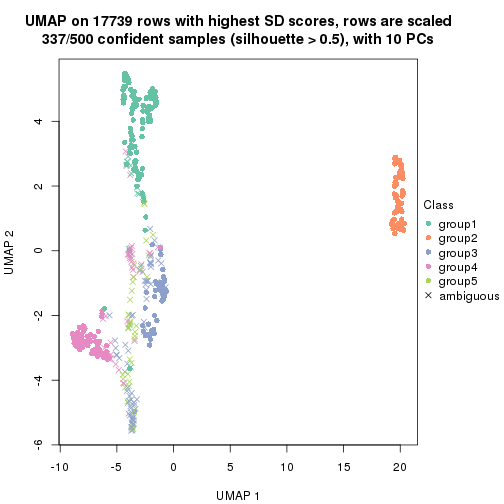 UMAP on 17739 rows with highest SD scores, rows are scaled
337/500 confident samples (silhouette > 0.5), with 10 PCs
4
2
0
-2
-4
-6
UMAP 2
-10
-5
0
5
10
15
20
UMAP 1
Class
group1
group2
group3
group4
group5
ambiguous